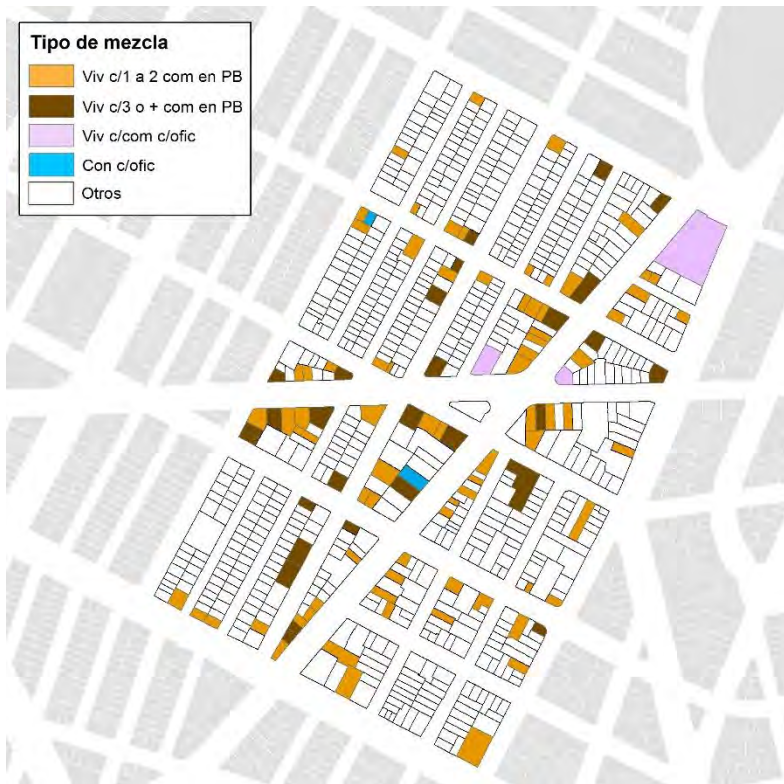 Tipo de mezcla
Viv c/1 a 2 com en PB
Viv c/3 o + com en PB
Viv c/com c/ofic
Con c/ofic
Otros